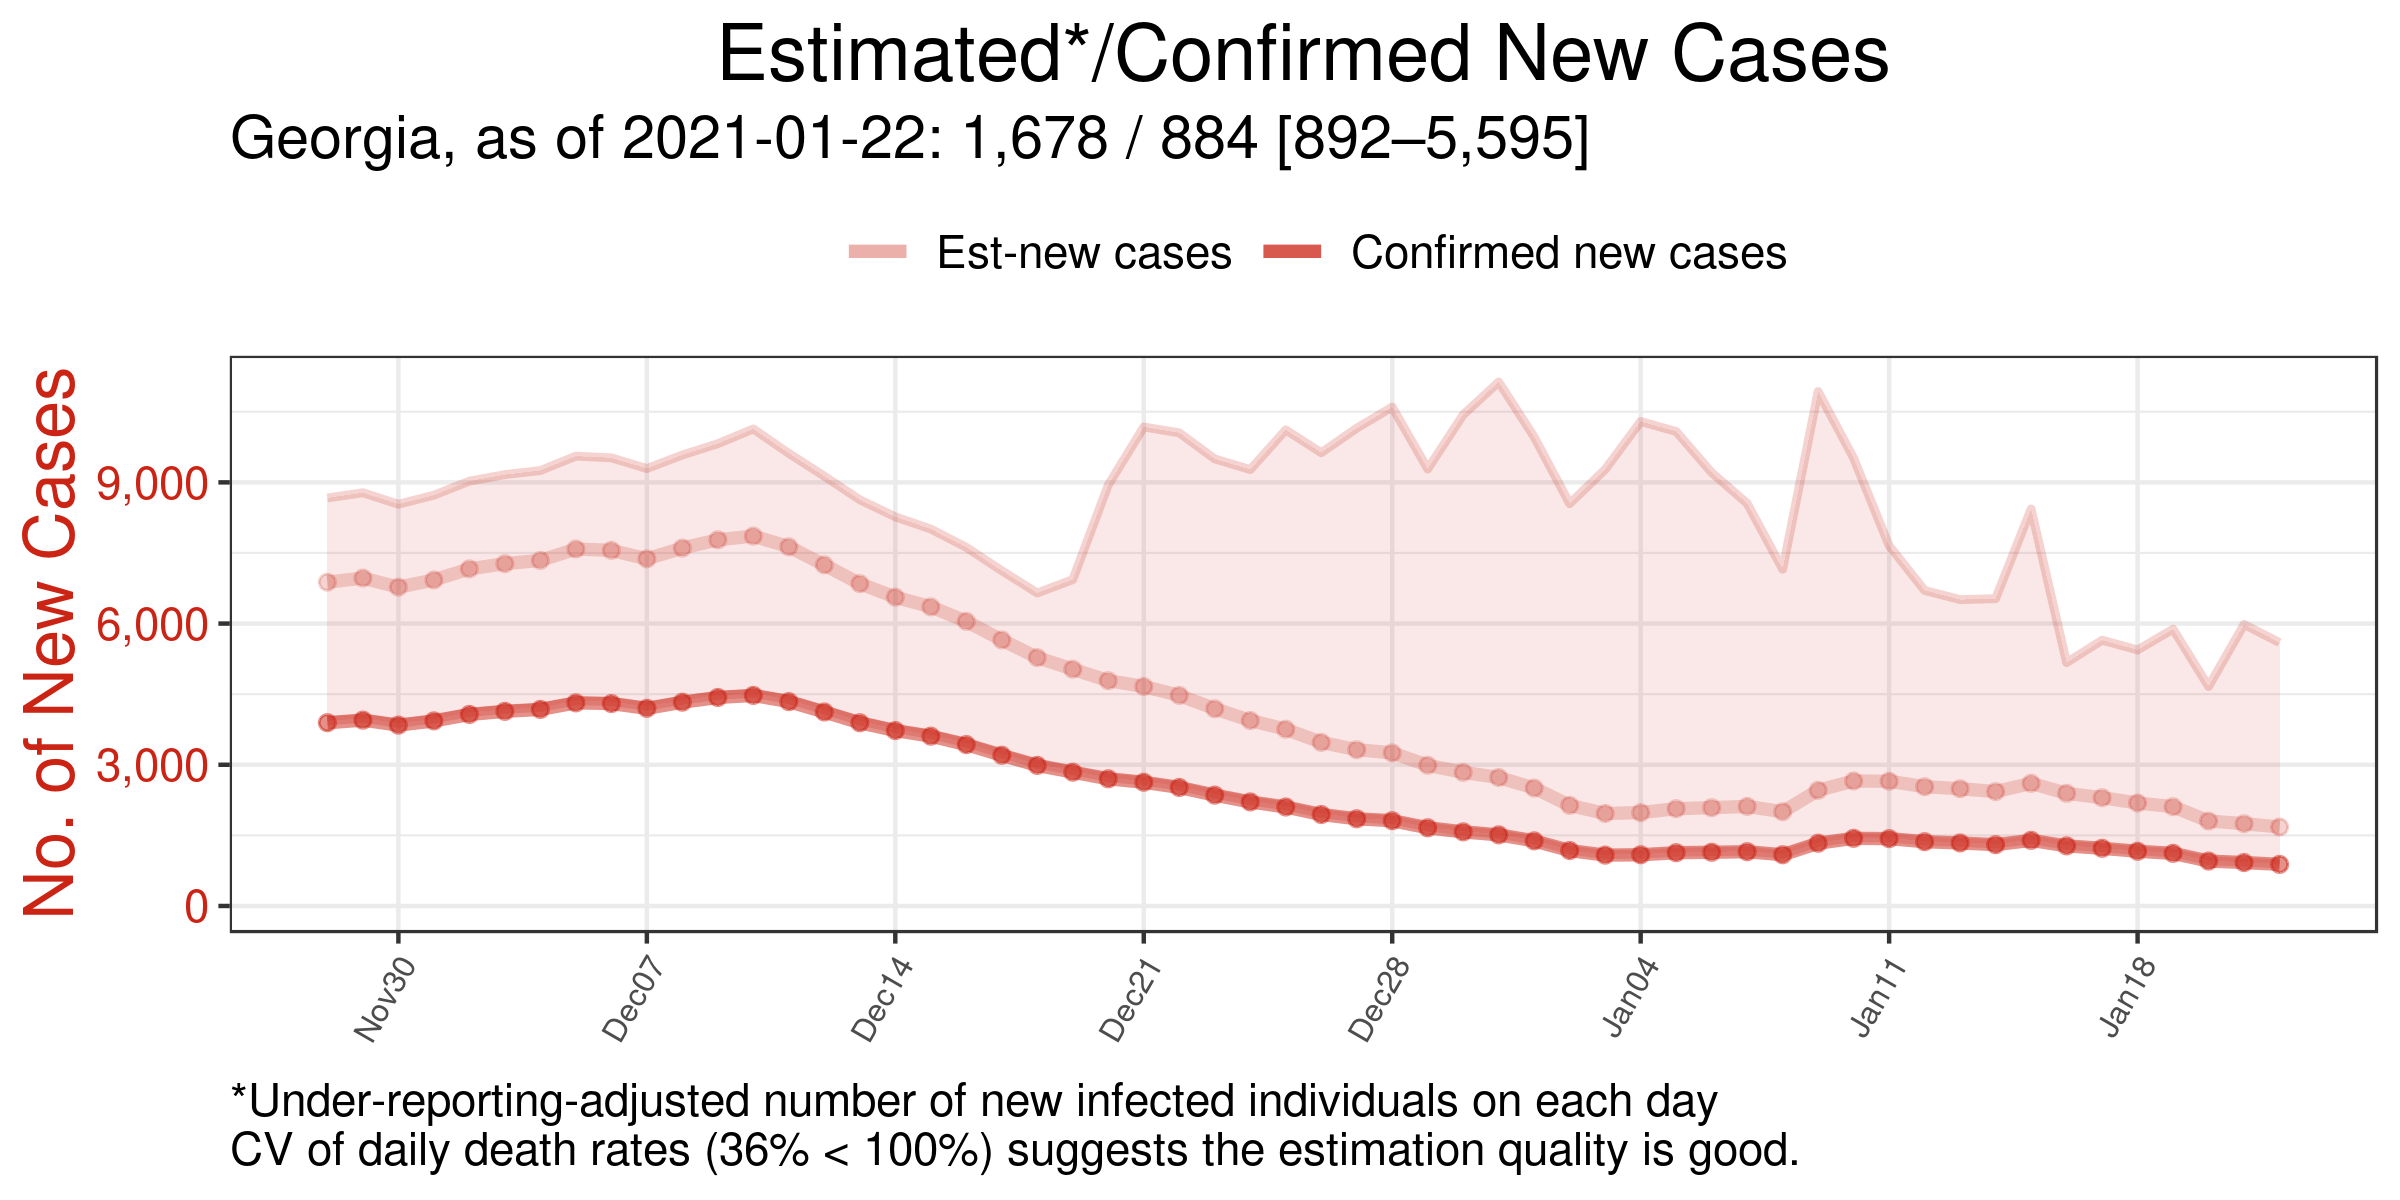 Estimated*/Confirmed New Cases
Georgia, as of 2021-01-22: 1,678 / 884 [892–5,595]
Est-new cases Confirmed new cases
No. of New Cases
9,000
6,000
3,000
0
Nov30 Dec07 Dec14 Dec21 Dec28 Jan04 Jan11 Jan18
*Under-reporting-adjusted number of new infected individuals on each day
CV of daily death rates (36% < 100%) suggests the estimation quality is good.